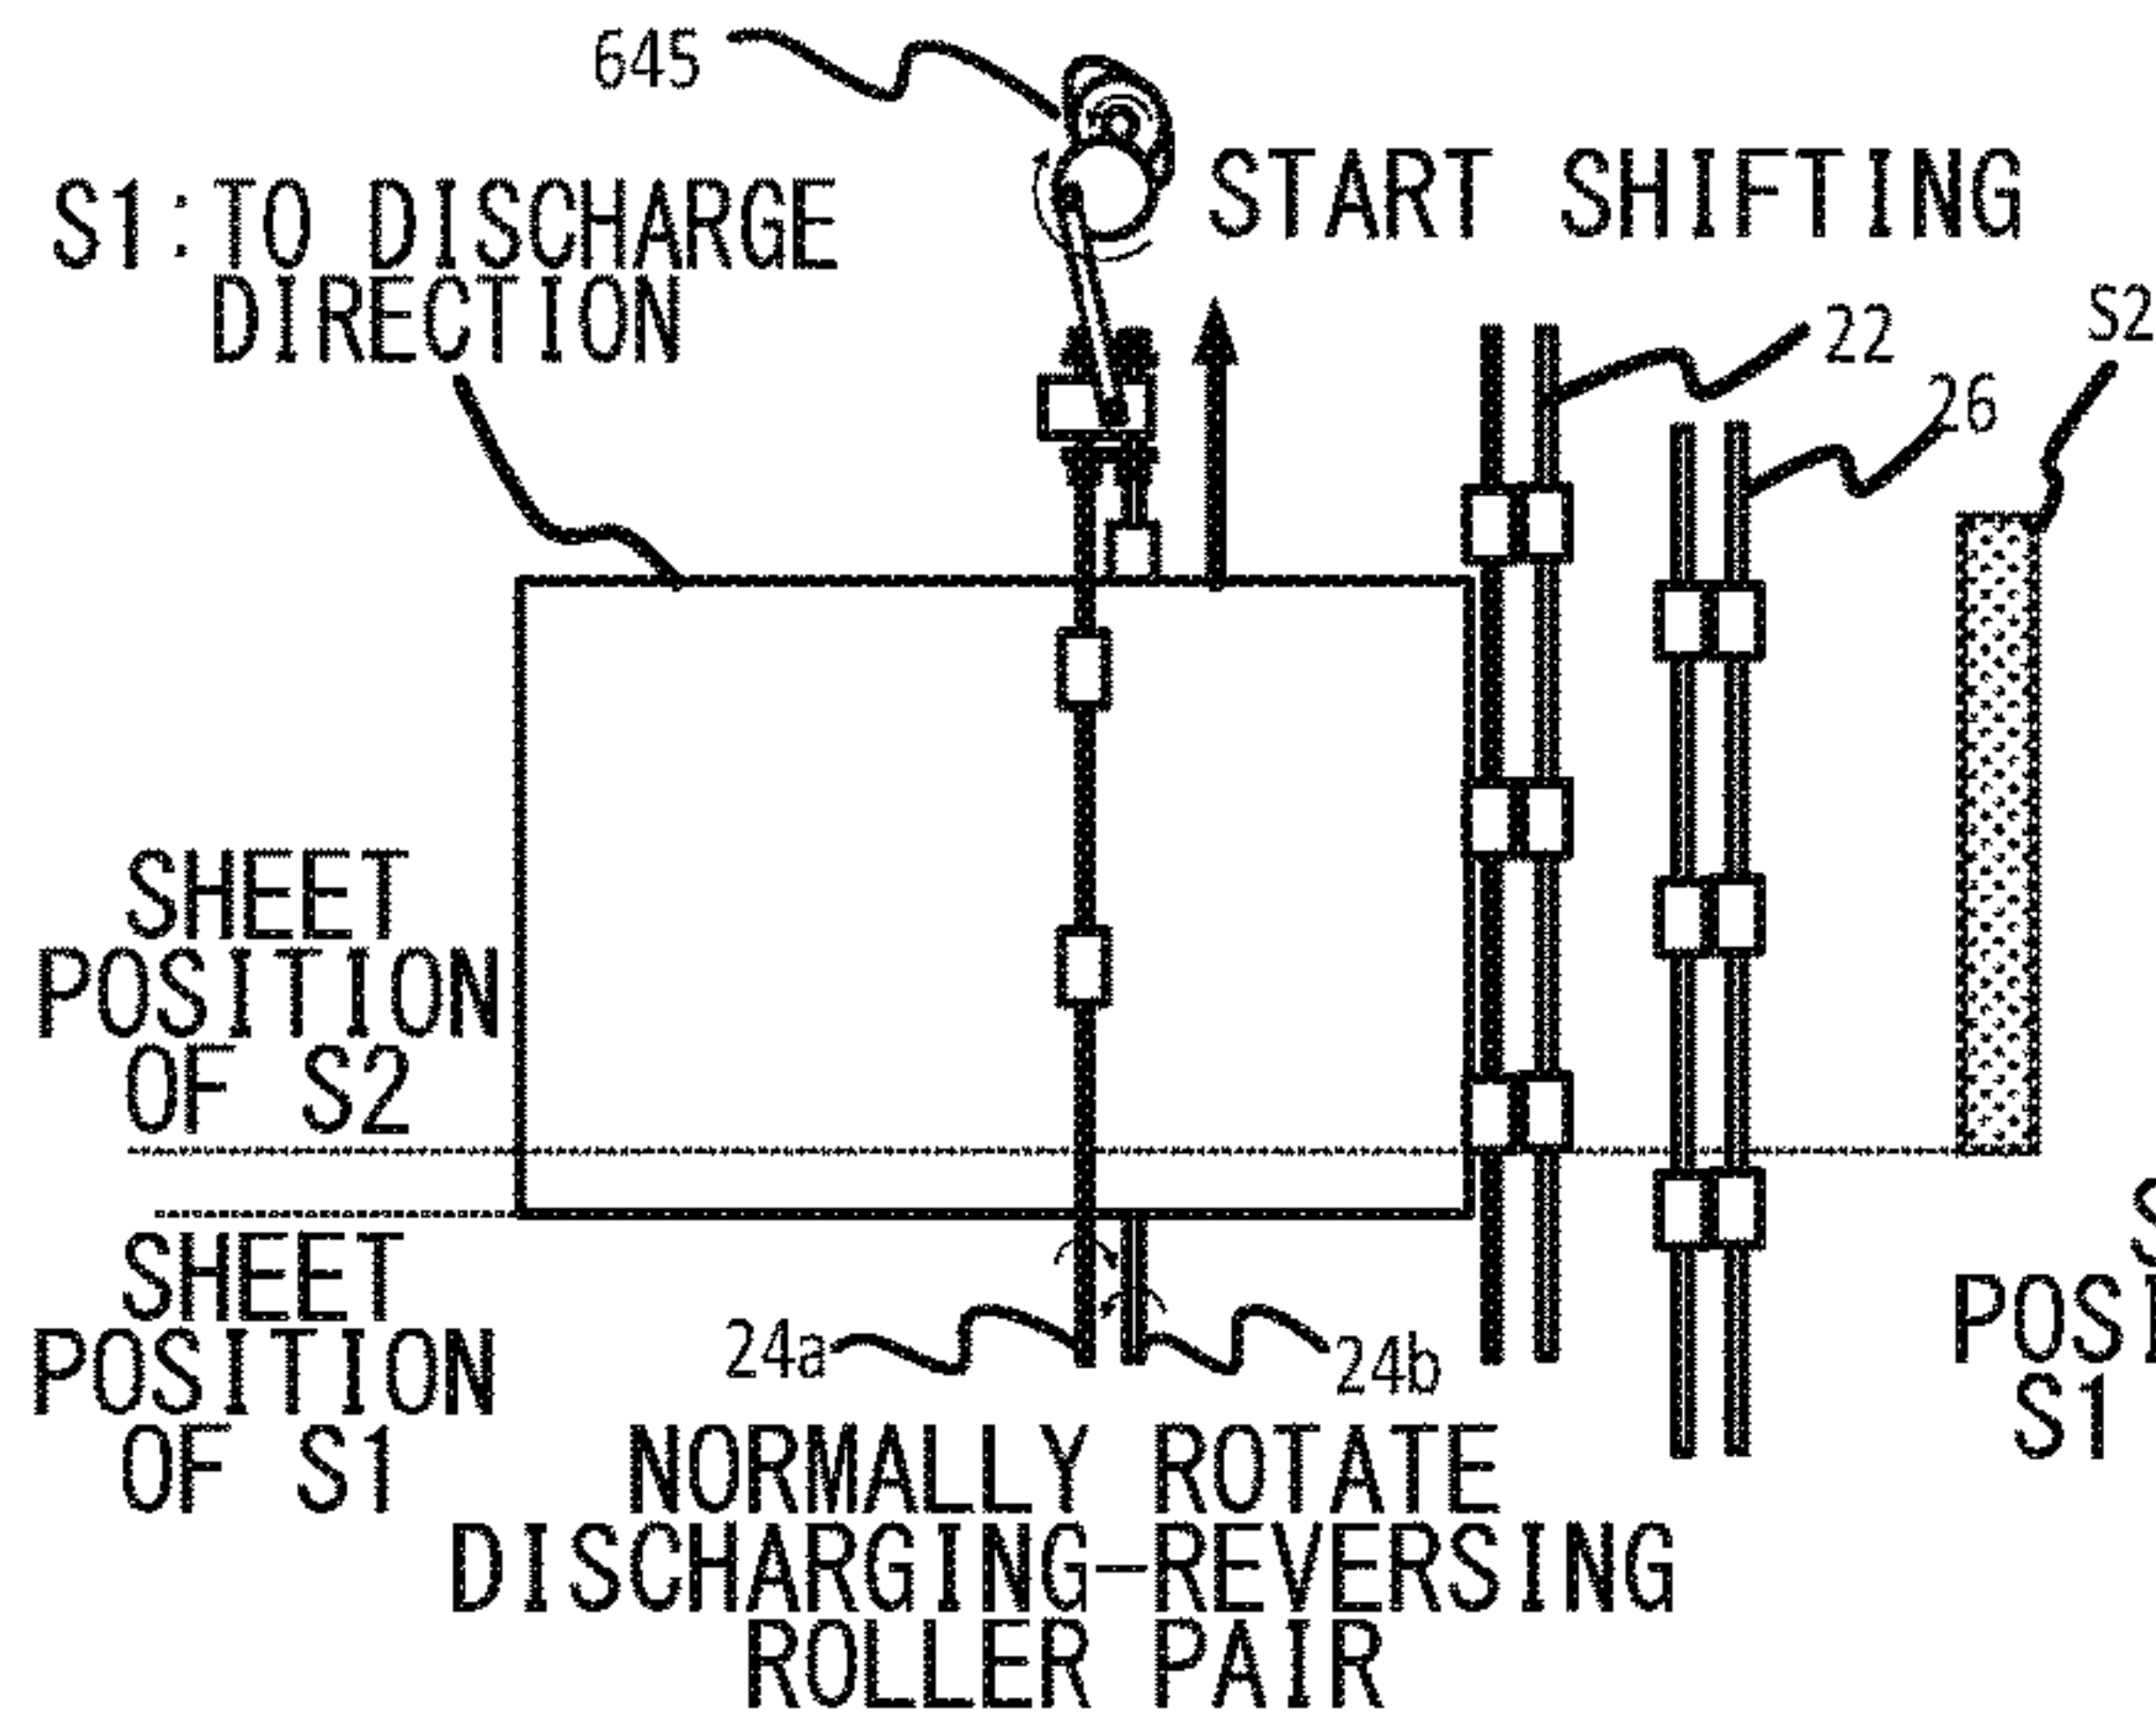 645
START SHIFTING
S1:TO DISCHARGE
DIRECTION
S2
22
26
SHEET
POSITION
OF S2
SHEET
POSITION
OF S1
24a
24b
S1
NORMALLY ROTATE
DISCHARGING-REVERSING
ROLLER PAIR